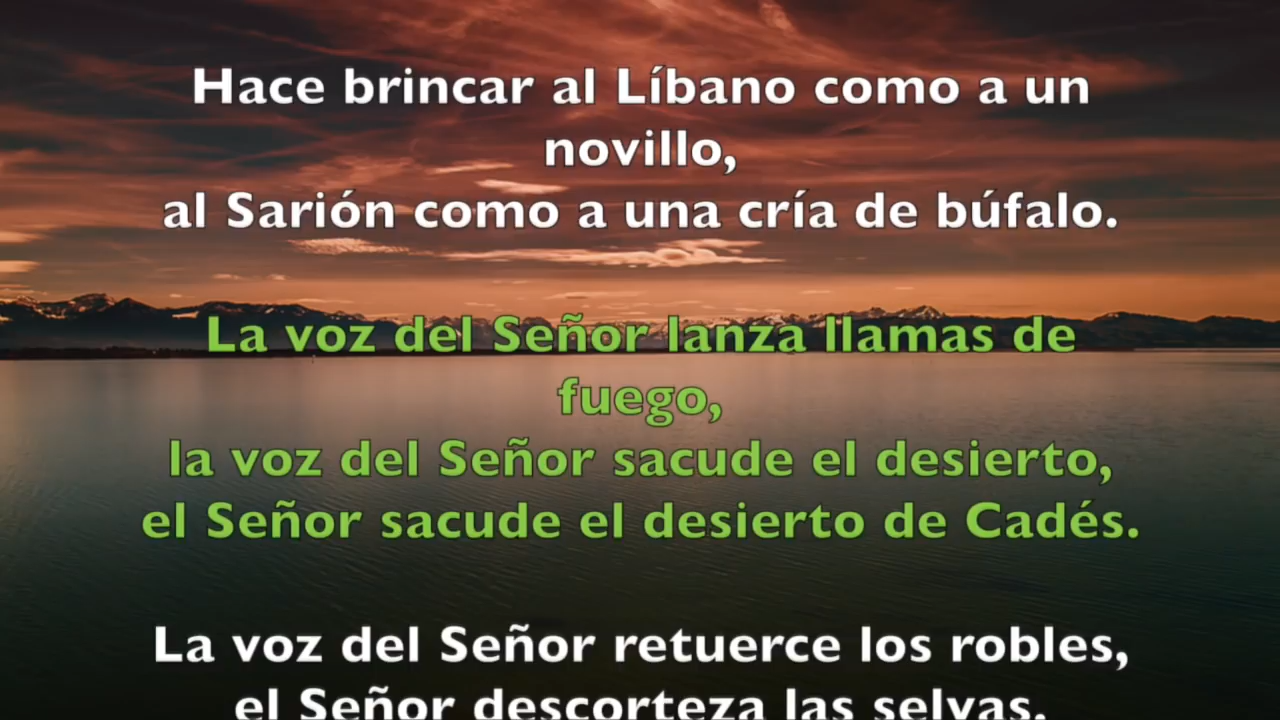 Hace brincar al Líbano como a un
novillo,
al Sarión como a una cría de búfalo.
La voz del Señor lanza llamas de
fuego,
la voz del Señor sacude el desierto,
el Señor sacude el desierto de Cadés.
La voz del Señor retuerce los robles,
el Señor descorteza las selvas.